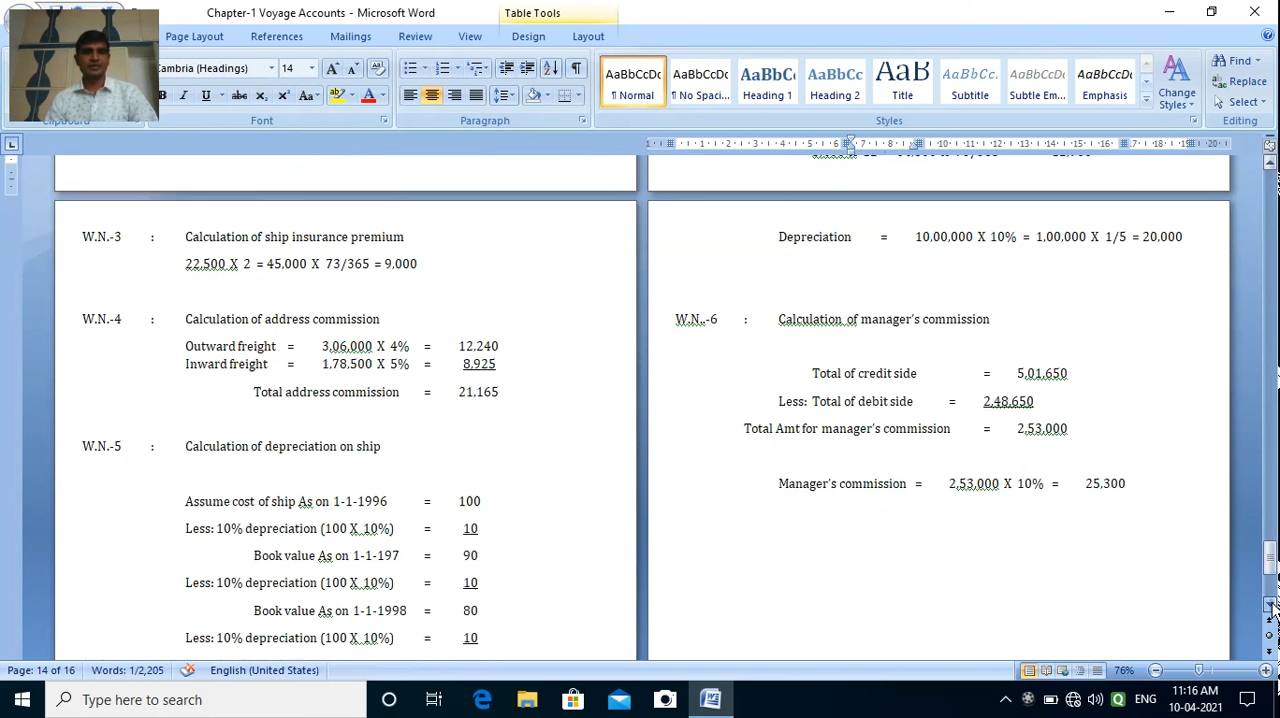 Chapter-1 Voyage Accounts - Microsoft Word
Table Tools
Page Layout References Mailings Review View Design Layout
Cambria (Headings) 14
AaBbCcDc AaBbCcDc AaBbC AaBbCc AaB AaBbCcL AaBbCcDc AaBbCcDc
¶ Normal ¶ No Spaci... Heading 1 Heading 2 Title Subtitle Subtle Em... Emphasis
Change Styles
Find
Replace
Select
Font Paragraph Styles Editing
W.N.-3 : Calculation of ship insurance premium
22,500 X 2 = 45,000 X 73/365 = 9,000
W.N.-4 : Calculation of address commission
Outward freight = 3,06,000 X 4% = 12,240
Inward freight = 1,78,500 X 5% = 8,925
Total address commission = 21,165
W.N.-5 : Calculation of depreciation on ship
Assume cost of ship As on 1-1-1996 = 100
Less: 10% depreciation (100 X 10%) = 10
Book value As on 1-1-197 = 90
Less: 10% depreciation (100 X 10%) = 10
Book value As on 1-1-1998 = 80
Less: 10% depreciation (100 X 10%) = 10
Depreciation = 10,00,000 X 10% = 1,00,000 X 1/5 = 20,000
W.N..-6 : Calculation of manager's commission
Total of credit side = 5,01,650
Less: Total of debit side = 2,48,650
Total Amt for manager's commission = 2,53,000
Manager's commission = 2,53,000 X 10% = 25,300
Page: 14 of 16 Words: 1/2,205 English (United States) 76%
Type here to search
ENG
11:16 AM
10-04-2021